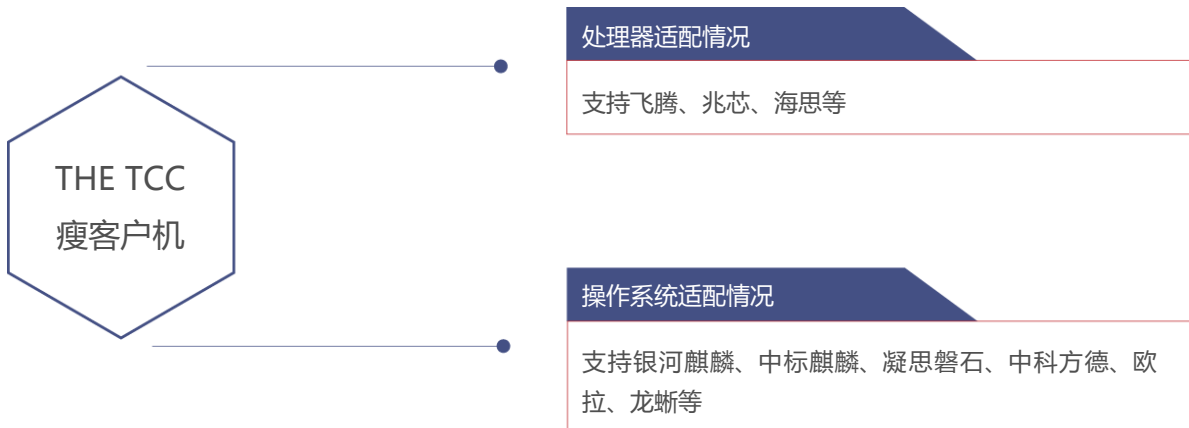 THE TCC
瘦客户机
处理器适配情况
支持飞腾、兆芯、海思等
操作系统适配情况
支持银河麒麟、中标麒麟、凝思磐石、中科方德、欧
拉、龙蜥等